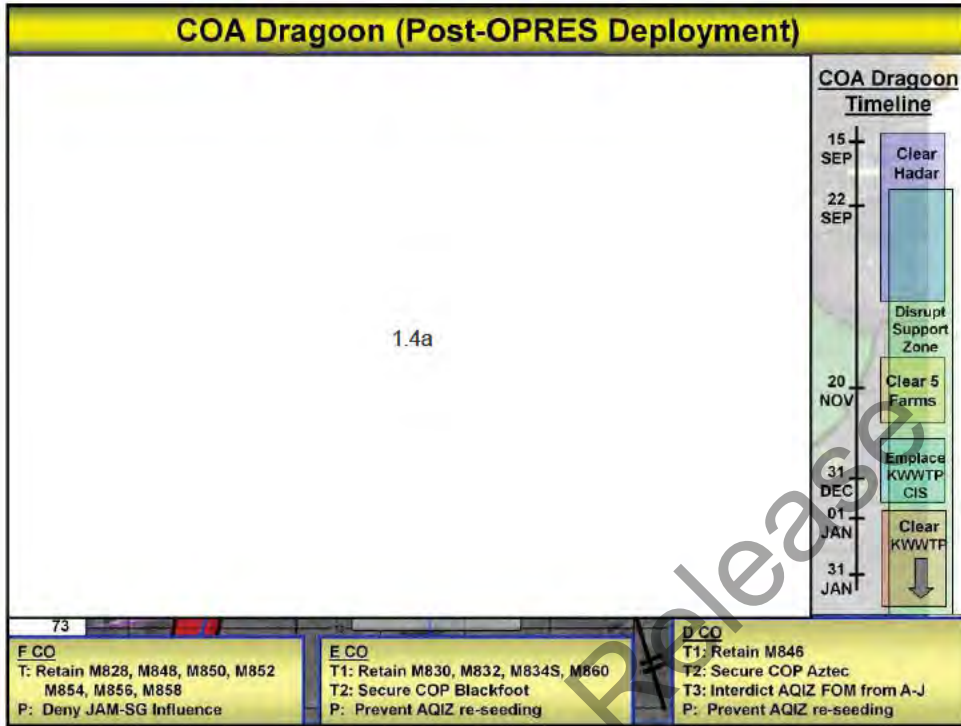 COA Dragoon (Post-OPRES Deployment)
1.4a
COA Dragoon
Timeline
15
SEP
Clear
Hadar
22
SEP
Disrupt
Support
Zone
20
NOV
Clear 5
Farms
Emplace
KWWTP
CIS
31
DEC
01
JAN
Clear
KWWTP
31
JAN
Release
73
F CO
T: Retain M828, M848, M850, M852
M854, M856, M858
P: Deny JAM-SG Influence
E CO
T1: Retain M830, M832, M834S, M860
T2: Secure COP Blackfoot
P: Prevent AQIZ re-seeding
D CO
T1: Retain M846
T2: Secure COP Aztec
T3: Interdict AQIZ FOM from A-J
P: Prevent AQIZ re-seeding